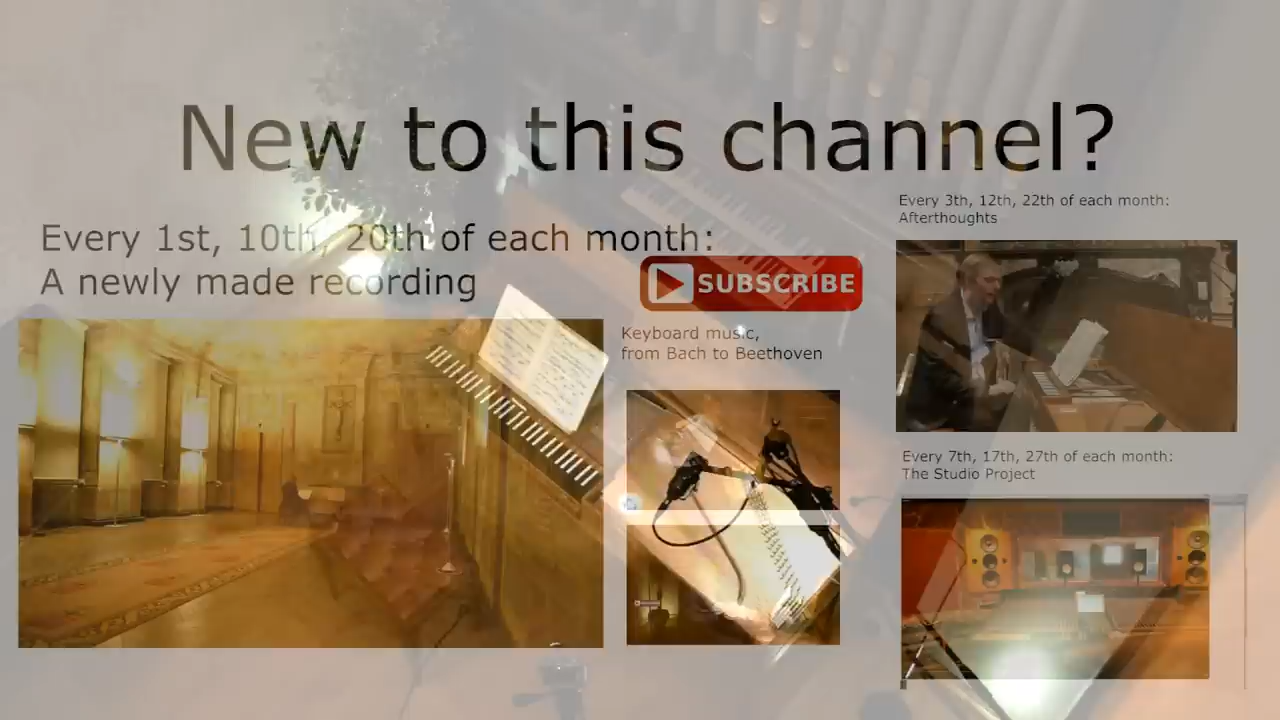 New to this channel?
Every 1st, 10th, 20th of each month:
A newly made recording
SUBSCRIBE
Keyboard music,
from Bach to Beethoven
Every 3th, 12th, 22th of each month:
Afterthoughts
Every 7th, 17th, 27th of each month:
The Studio Project